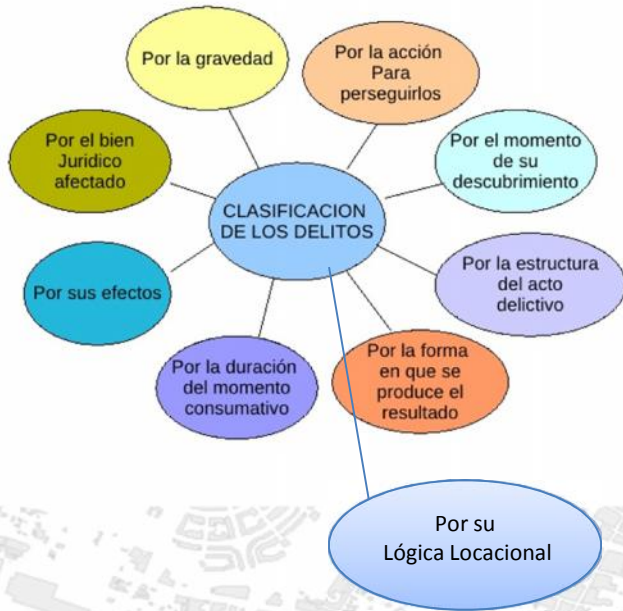 Por la gravedad
Por la acción
Para
perseguirlos
Por el bien
Juridico
afectado
Por el momento
de su
descubrimiento
CLASIFICACION
DE LOS DELITOS
Por sus efectos
Por la estructura
del acto
delictivo
Por la duración
del momento
consumativo
Por la forma
en que se
produce el
resultado
Por su
Lógica Locacional